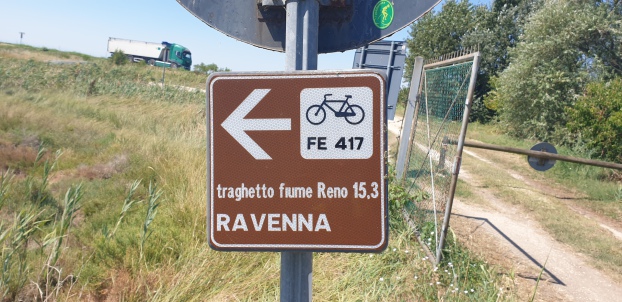 FE 417
traghetto fiume Reno 15,3
RAVENNA